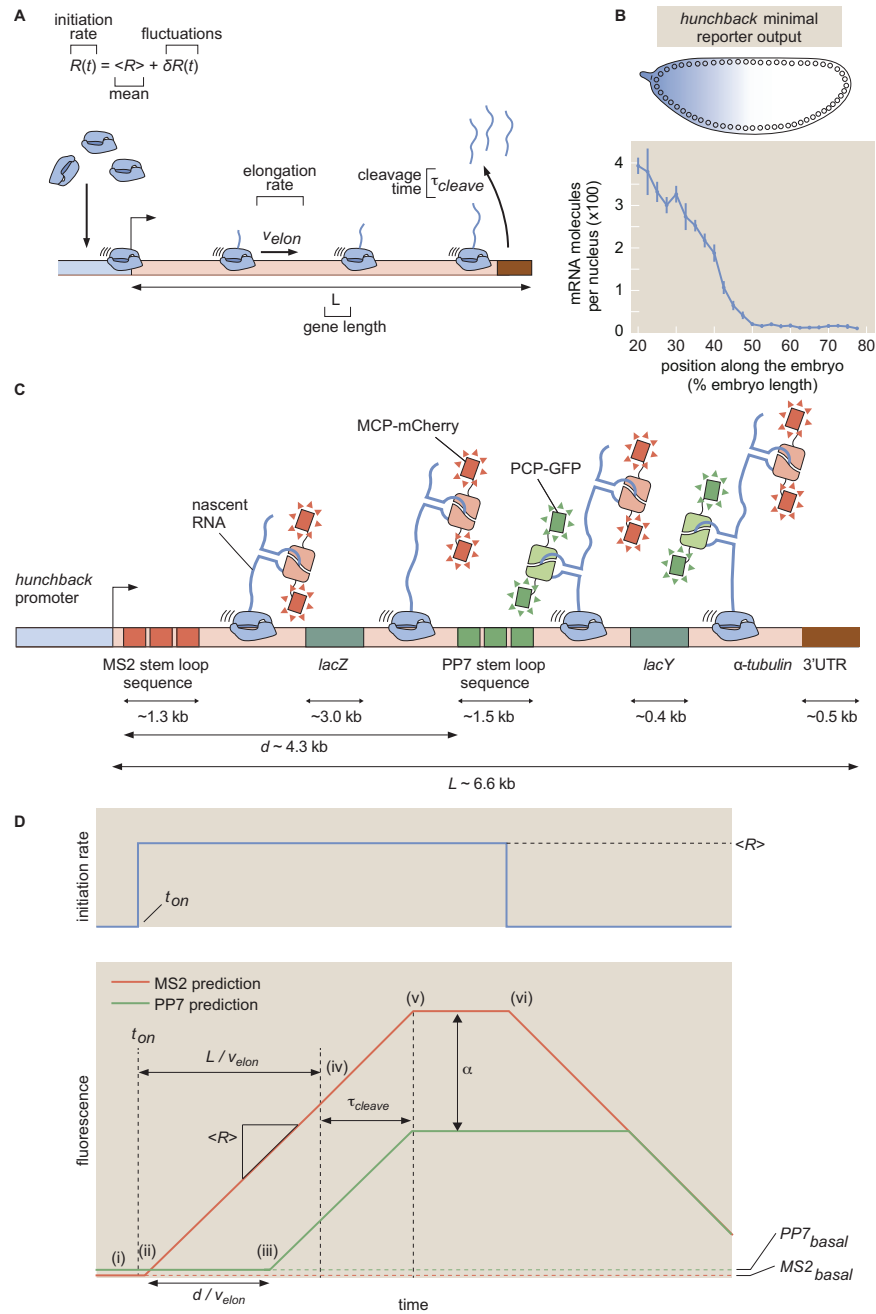 A
initiation
rate
fluctuations
R(t) = <R> + δR(t)
mean
elongation
rate
v_elon
cleavage
time
τ_cleave
L
gene length
B
hunchback minimal
reporter output
mRNA molecules
per nucleus (x100)
4
3
2
1
0
20 30 40 50 60 70 80
position along the embryo
(% embryo length)
C
MCP-mCherry
PCP-GFP
nascent
RNA
hunchback
promoter
MS2 stem loop
sequence
lacZ
PP7 stem loop
sequence
lacY
α-tubulin
3'UTR
~1.3 kb
~3.0 kb
~1.5 kb
~0.4 kb
~0.5 kb
d ~ 4.3 kb
L ~ 6.6 kb
D
initiation rate
t_on
<R>
fluorescence
MS2 prediction
PP7 prediction
t_on
L / v_elon
(iv)
(v)
(vi)
τ_cleave
α
<R>
(i)
(ii)
(iii)
d / v_elon
PP7_basal
MS2_basal
time